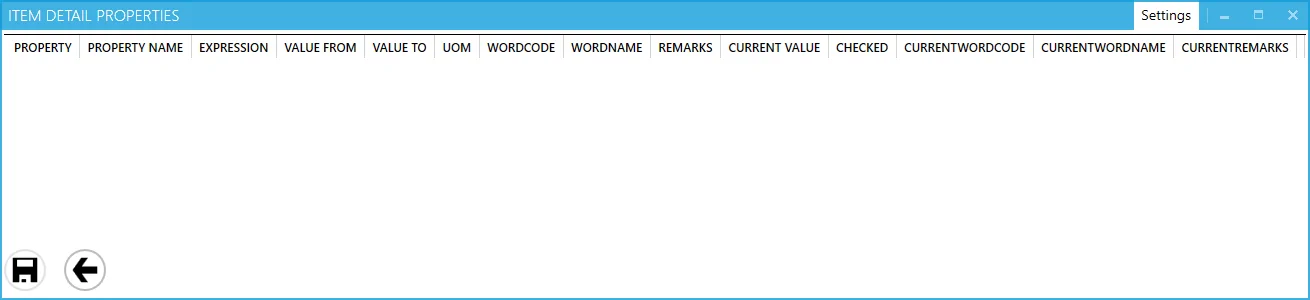 ITEM DETAIL PROPERTIES Settings
PROPERTY PROPERTY NAME EXPRESSION VALUE FROM VALUE TO UOM WORDCODE WORDNAME REMARKS CURRENT VALUE CHECKED CURRENTWORDCODE CURRENTWORDNAME CURRENTREMARKS